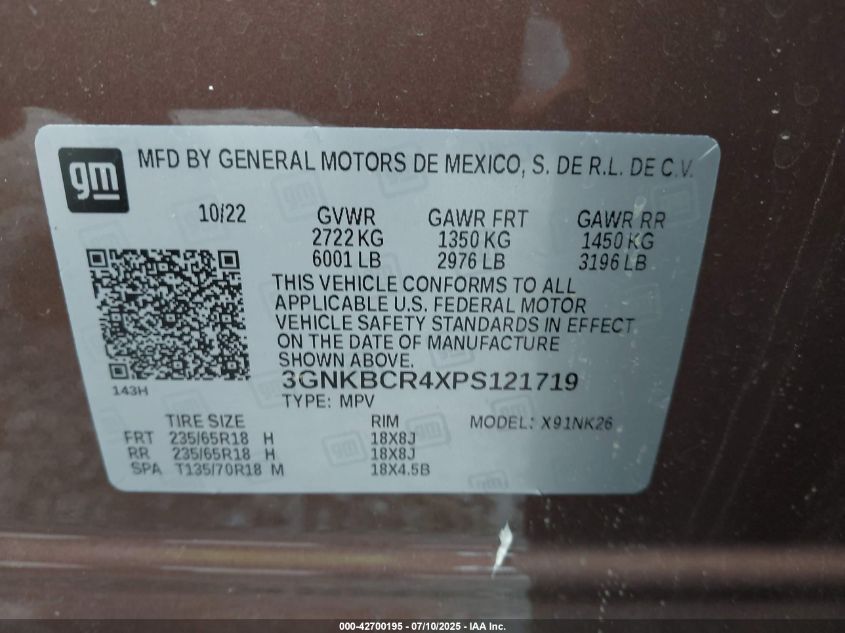 gm
MFD BY GENERAL MOTORS DE MEXICO, S. DE R.L. DE C.V.
10/22 GVWR GAWR FRT GAWR RR
2722 KG 1350 KG 1450 KG
6001 LB 2976 LB 3196 LB
THIS VEHICLE CONFORMS TO ALL
APPLICABLE U.S. FEDERAL MOTOR
VEHICLE SAFETY STANDARDS IN EFFECT
ON THE DATE OF MANUFACTURE
SHOWN ABOVE.
143H
3GNKBCR4XPS121719
TYPE: MPV
TIRE SIZE RIM MODEL: X91NK26
FRT 235/65R18 H 18X8J
RR 235/65R18 H 18X8J
SPA T135/70R18 M 18X4.5B
000-42700195 - 07/10/2025 - IAA Inc.